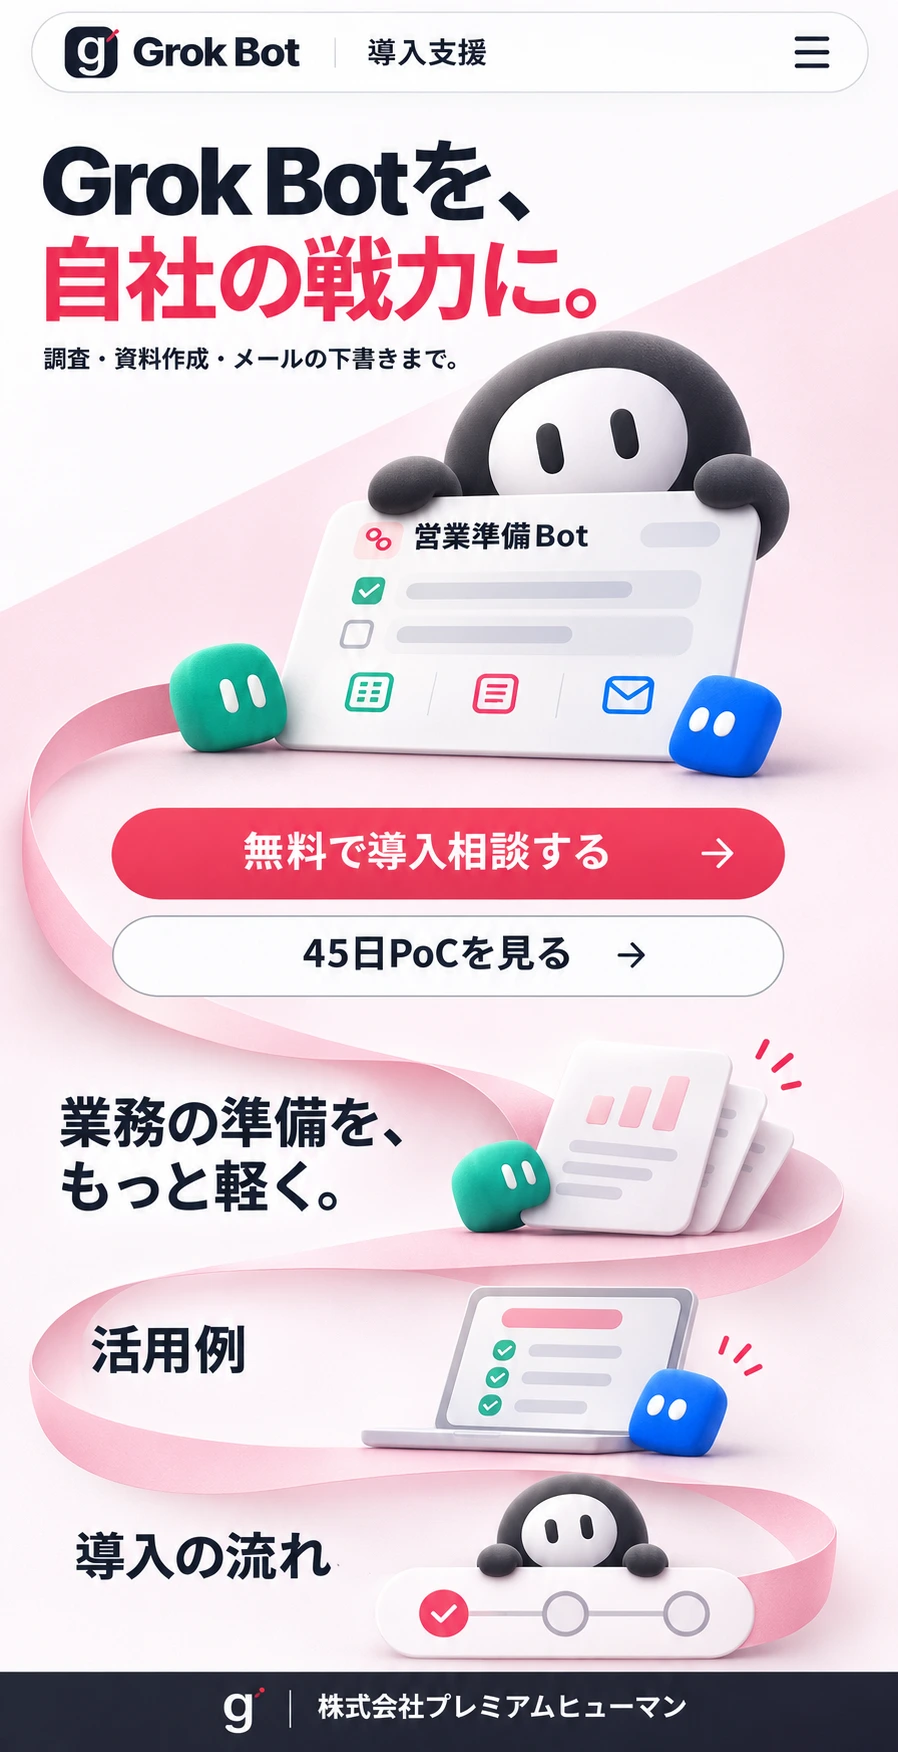 g Grok Bot 導入支援
Grok Botを、
自社の戦力に。
調査・資料作成・メールの下書きまで。
営業準備Bot
無料で導入相談する →
45日PoCを見る →
業務の準備を、
もっと軽く。
活用例
導入の流れ
g 株式会社プレミアムヒューマン